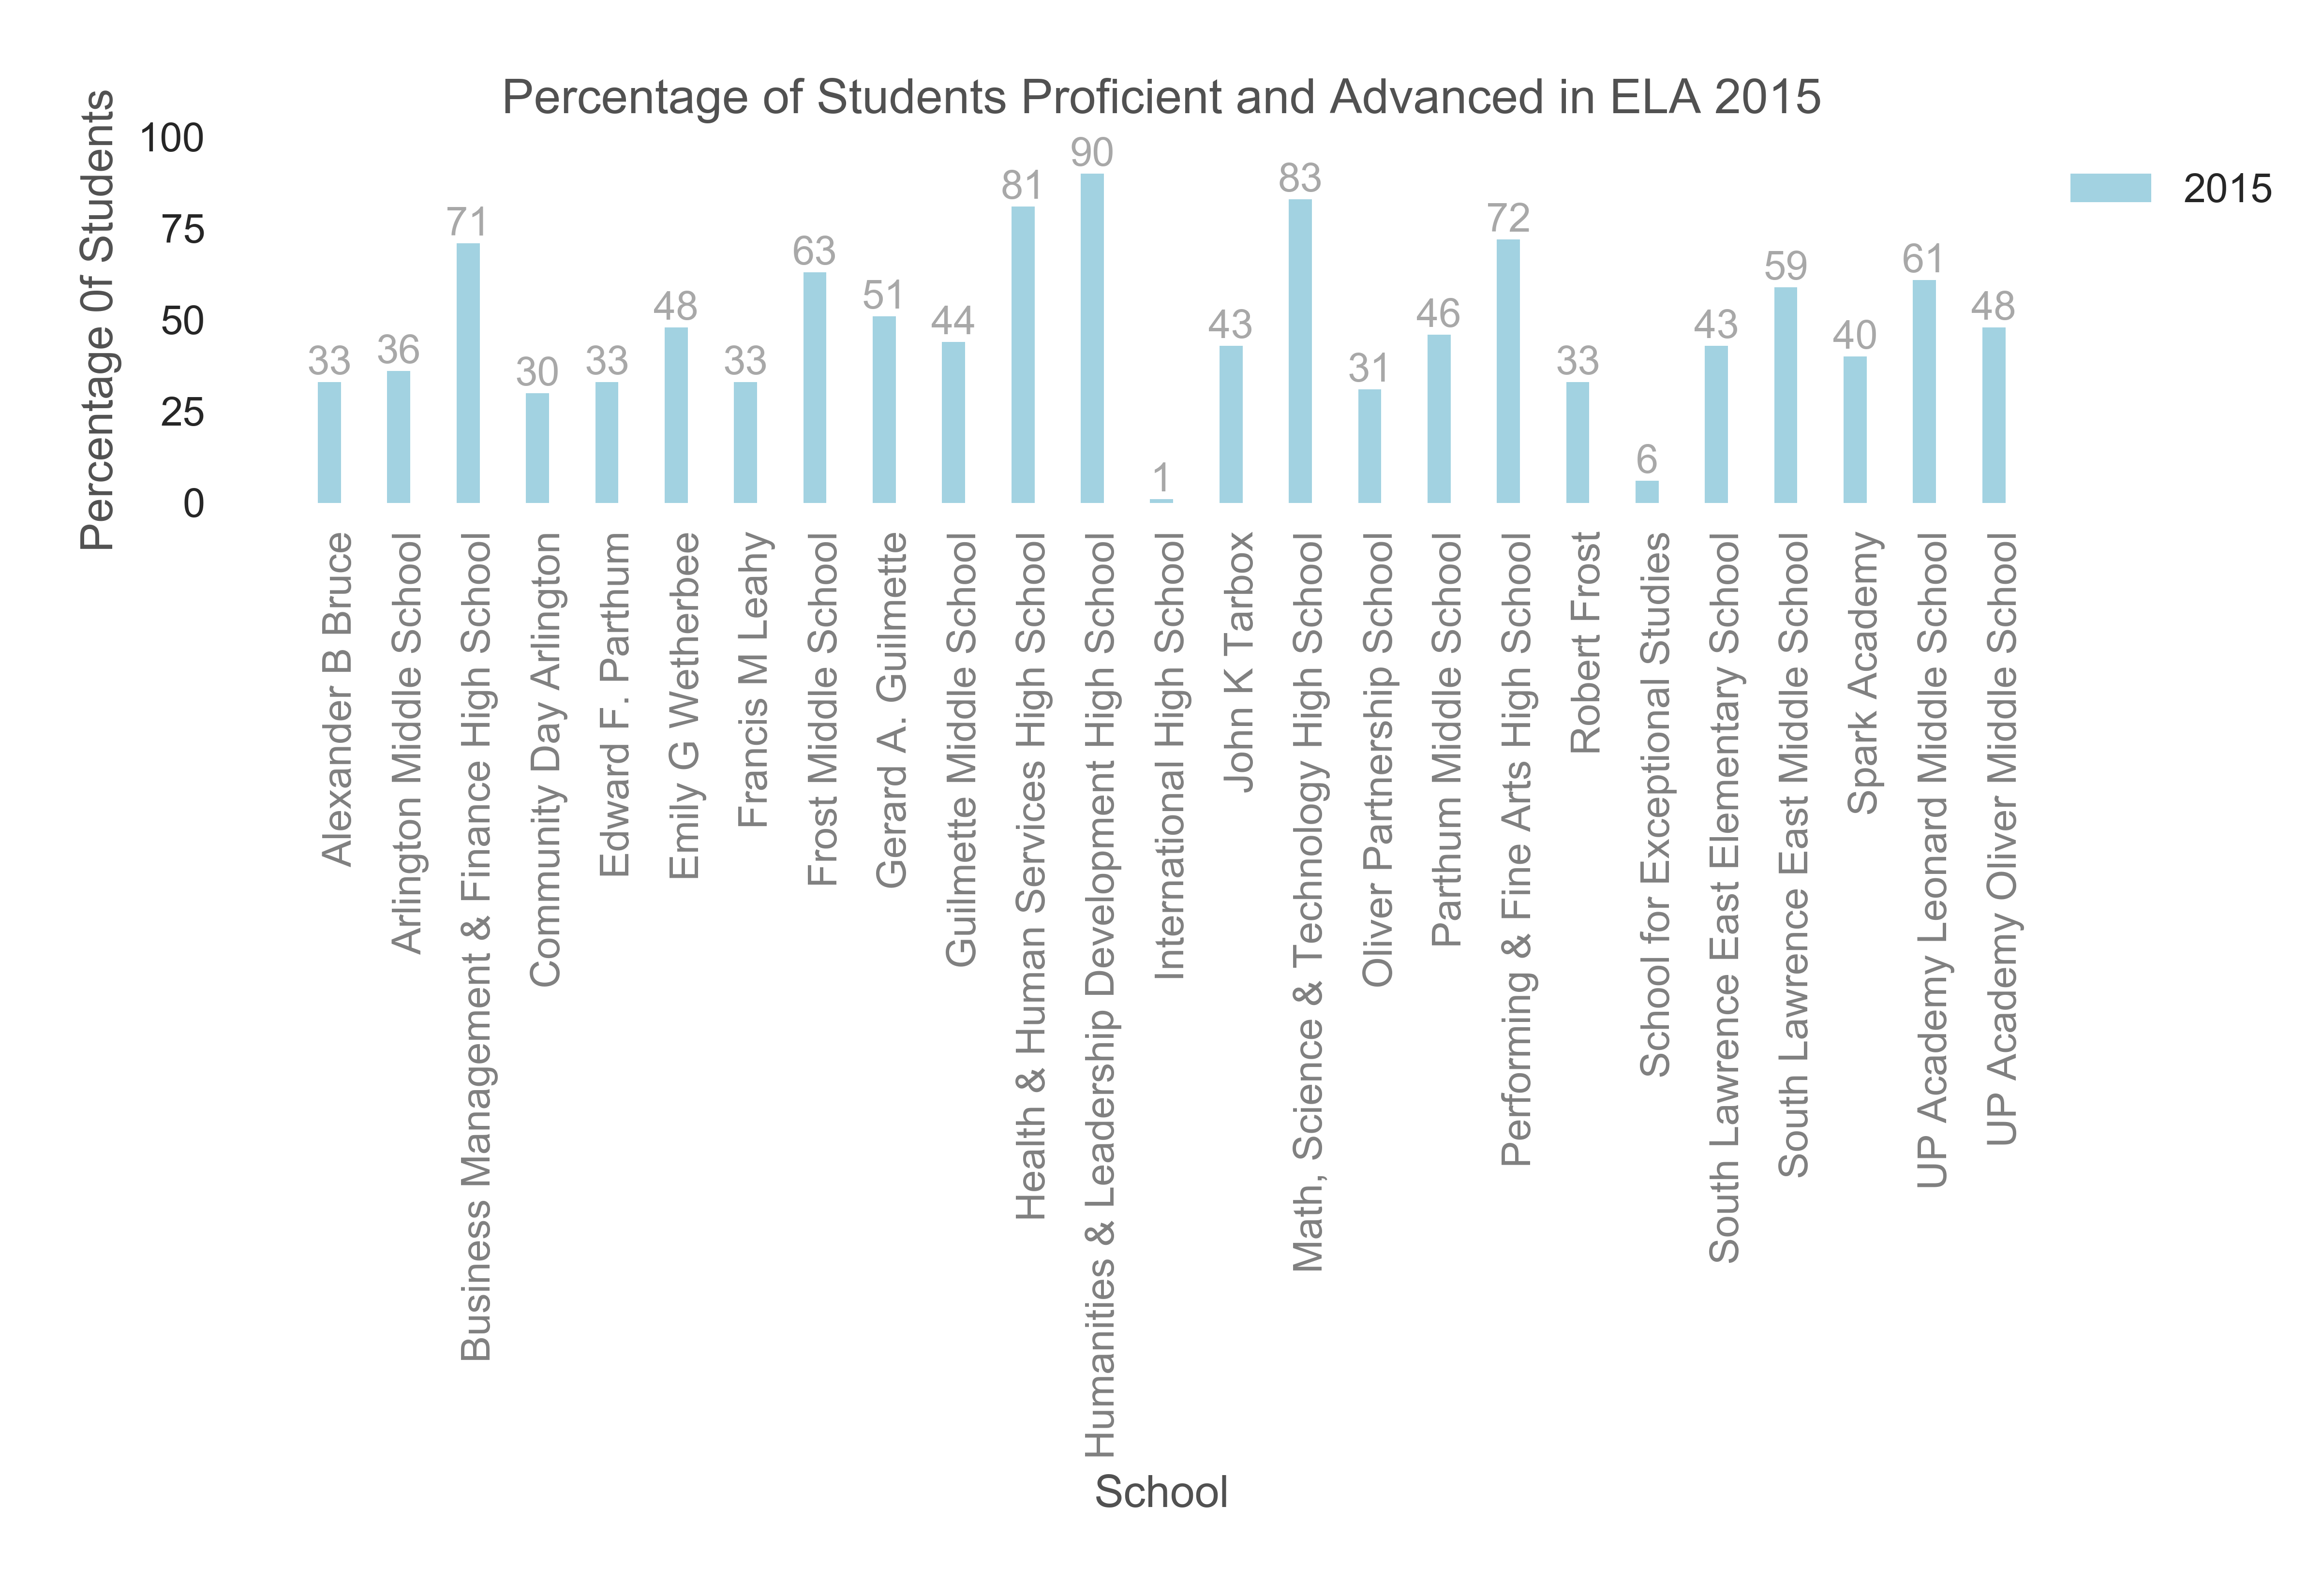 Percentage of Students Proficient and Advanced in ELA 2015
Percentage 0f Students
100
75
50
25
0
2015
33
36
71
30
33
48
33
63
51
44
81
90
1
43
83
31
46
72
33
6
43
59
40
61
48
Alexander B Bruce
Arlington Middle School
Business Management & Finance High School
Community Day Arlington
Edward F. Parthum
Emily G Wetherbee
Francis M Leahy
Frost Middle School
Gerard A. Guilmette
Guilmette Middle School
Health & Human Services High School
Humanities & Leadership Development High School
International High School
John K Tarbox
Math, Science & Technology High School
Oliver Partnership School
Parthum Middle School
Performing & Fine Arts High School
Robert Frost
School for Exceptional Studies
South Lawrence East Elementary School
South Lawrence East Middle School
Spark Academy
UP Academy Leonard Middle School
UP Academy Oliver Middle School
School